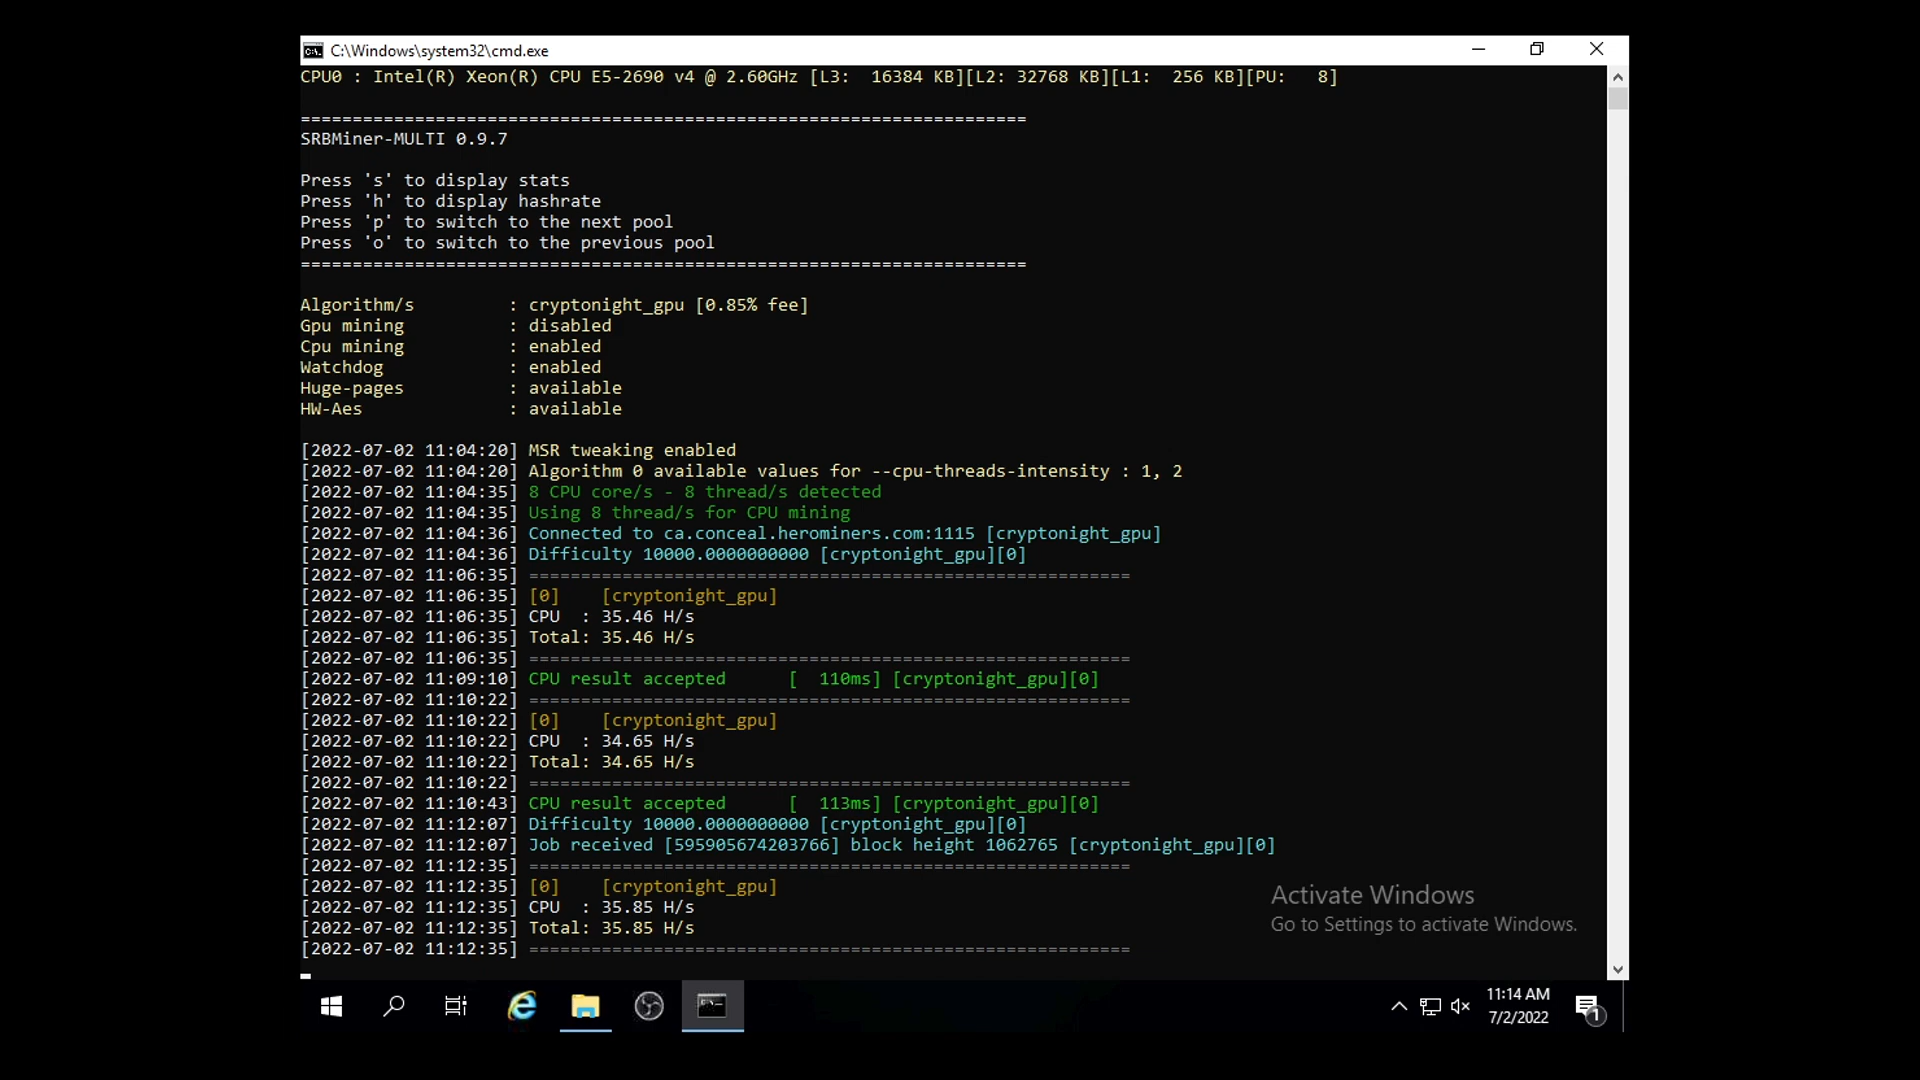 C:\Windows\system32\cmd.exe
CPU0 : Intel(R) Xeon(R) CPU E5-2690 v4 @ 2.60GHz [L3:  16384 KB][L2: 32768 KB][L1:  256 KB][PU:   8]
======================================================================
SRBMiner-MULTI 0.9.7
Press 's' to display stats
Press 'h' to display hashrate
Press 'p' to switch to the next pool
Press 'o' to switch to the previous pool
======================================================================
Algorithm/s         : cryptonight_gpu [0.85% fee]
Gpu mining          : disabled
Cpu mining          : enabled
Watchdog            : enabled
Huge-pages          : available
HW-Aes              : available
[2022-07-02 11:04:20] MSR tweaking enabled
[2022-07-02 11:04:20] Algorithm 0 available values for --cpu-threads-intensity : 1, 2
[2022-07-02 11:04:35] 8 CPU core/s - 8 thread/s detected
[2022-07-02 11:04:35] Using 8 thread/s for CPU mining
[2022-07-02 11:04:36] Connected to ca.conceal.herominers.com:1115 [cryptonight_gpu]
[2022-07-02 11:04:36] Difficulty 10000.0000000000 [cryptonight_gpu][0]
[2022-07-02 11:06:35] ==========================================================
[2022-07-02 11:06:35] [0]    [cryptonight_gpu]
[2022-07-02 11:06:35] CPU  : 35.46 H/s
[2022-07-02 11:06:35] Total: 35.46 H/s
[2022-07-02 11:06:35] ==========================================================
[2022-07-02 11:09:10] CPU result accepted      [  110ms] [cryptonight_gpu][0]
[2022-07-02 11:10:22] ==========================================================
[2022-07-02 11:10:22] [0]    [cryptonight_gpu]
[2022-07-02 11:10:22] CPU  : 34.65 H/s
[2022-07-02 11:10:22] Total: 34.65 H/s
[2022-07-02 11:10:22] ==========================================================
[2022-07-02 11:10:43] CPU result accepted      [  113ms] [cryptonight_gpu][0]
[2022-07-02 11:12:07] Difficulty 10000.0000000000 [cryptonight_gpu][0]
[2022-07-02 11:12:07] Job received [595905674203766] block height 1062765 [cryptonight_gpu][0]
[2022-07-02 11:12:35] ==========================================================
[2022-07-02 11:12:35] [0]    [cryptonight_gpu]
[2022-07-02 11:12:35] CPU  : 35.85 H/s
[2022-07-02 11:12:35] Total: 35.85 H/s
[2022-07-02 11:12:35] ==========================================================
Activate Windows
Go to Settings to activate Windows.
11:14 AM
7/2/2022
1